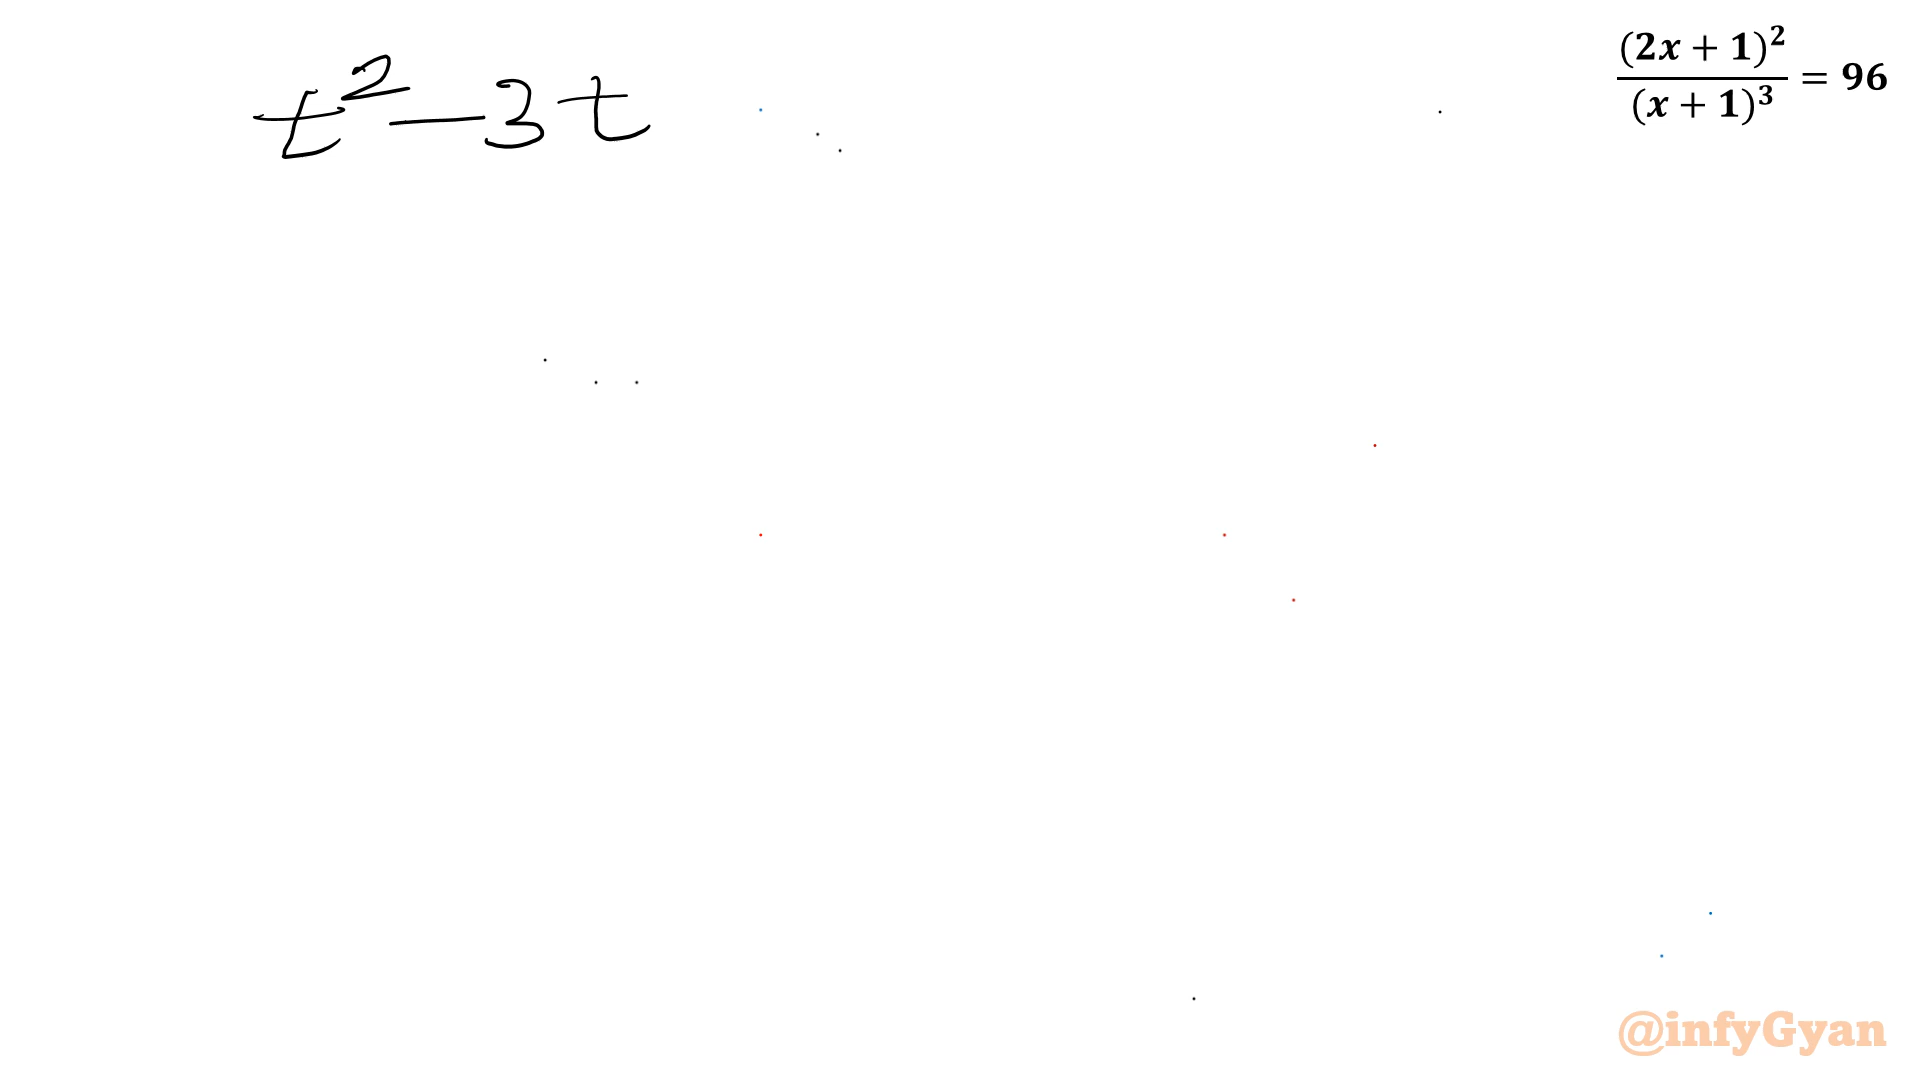 t² — 3t
(2x + 1)²
/(x + 1)³ = 96
@infyGyan